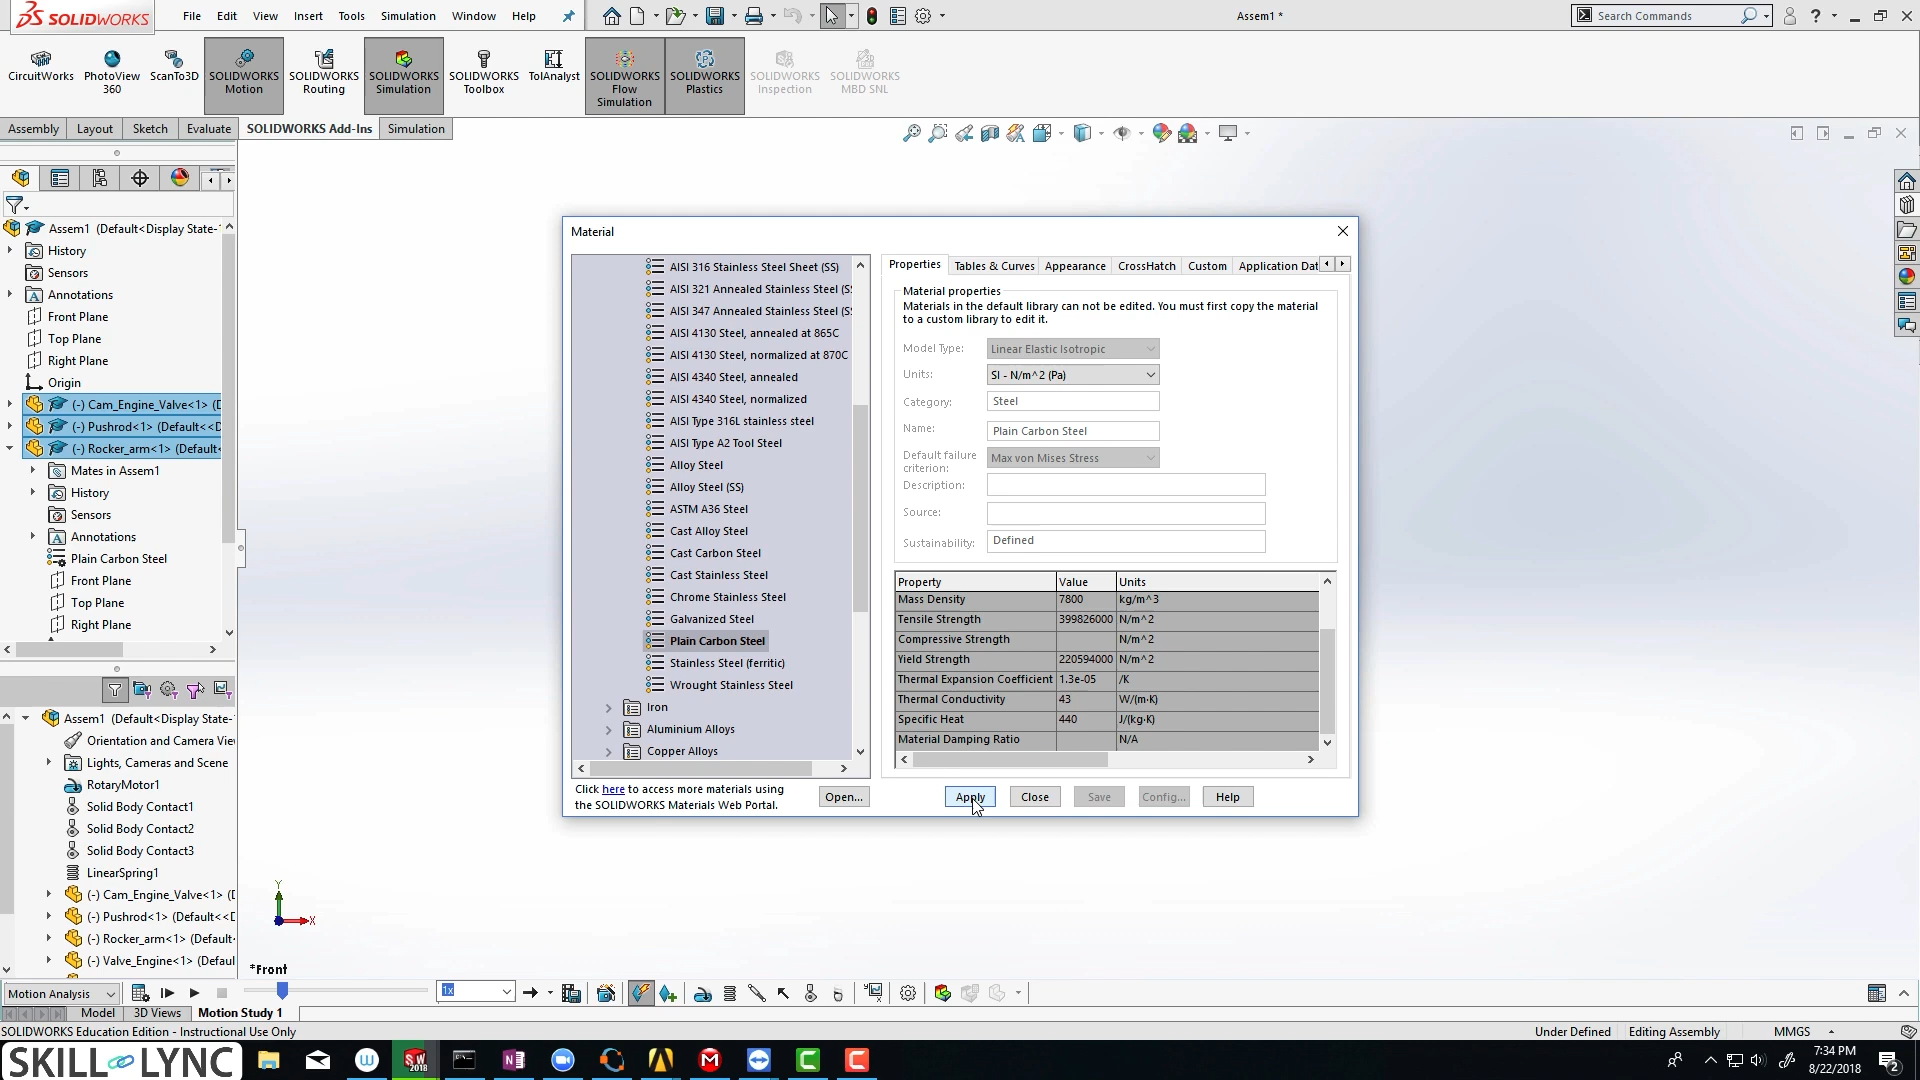 SOLIDWORKS
File Edit View Insert Tools Simulation Window Help
Assem1 *
Search Commands
CircuitWorks
PhotoView
360
ScanTo3D
SOLIDWORKS
Motion
SOLIDWORKS
Routing
SOLIDWORKS
Simulation
SOLIDWORKS
Toolbox
TolAnalyst
SOLIDWORKS
Flow
Simulation
SOLIDWORKS
Plastics
SOLIDWORKS
Inspection
SOLIDWORKS
MBD SNL
Assembly Layout Sketch Evaluate SOLIDWORKS Add-Ins Simulation
Assem1 (Default<Display State-
History
Sensors
Annotations
Front Plane
Top Plane
Right Plane
Origin
(-) Cam_Engine_Valve<1> (D
(-) Pushrod<1> (Default<<D
(-) Rocker_arm<1> (Default<
Mates in Assem1
History
Sensors
Annotations
Plain Carbon Steel
Front Plane
Top Plane
Right Plane
Assem1 (Default<Display State-
Orientation and Camera Vie
Lights, Cameras and Scene
RotaryMotor1
Solid Body Contact1
Solid Body Contact2
Solid Body Contact3
LinearSpring1
(-) Cam_Engine_Valve<1> (D
(-) Pushrod<1> (Default<<D
(-) Rocker_arm<1> (Default<
(-) Valve_Engine<1> (Defaul
Material
AISI 316 Stainless Steel Sheet (SS)
AISI 321 Annealed Stainless Steel (SS
AISI 347 Annealed Stainless Steel (SS
AISI 4130 Steel, annealed at 865C
AISI 4130 Steel, normalized at 870C
AISI 4340 Steel, annealed
AISI 4340 Steel, normalized
AISI Type 316L stainless steel
AISI Type A2 Tool Steel
Alloy Steel
Alloy Steel (SS)
ASTM A36 Steel
Cast Alloy Steel
Cast Carbon Steel
Cast Stainless Steel
Chrome Stainless Steel
Galvanized Steel
Plain Carbon Steel
Stainless Steel (ferritic)
Wrought Stainless Steel
Iron
Aluminium Alloys
Copper Alloys
Click here to access more materials using
the SOLIDWORKS Materials Web Portal.
Open...
Properties Tables & Curves Appearance CrossHatch Custom Application Dat
Material properties
Materials in the default library can not be edited. You must first copy the material
to a custom library to edit it.
Model Type: Linear Elastic Isotropic
Units: SI - N/m^2 (Pa)
Category: Steel
Name: Plain Carbon Steel
Default failure
criterion: Max von Mises Stress
Description:
Source:
Sustainability: Defined
Property Value Units
Mass Density 7800 kg/m^3
Tensile Strength 399826000 N/m^2
Compressive Strength N/m^2
Yield Strength 220594000 N/m^2
Thermal Expansion Coefficient 1.3e-05 /K
Thermal Conductivity 43 W/(m·K)
Specific Heat 440 J/(kg·K)
Material Damping Ratio N/A
Apply Close Save Config... Help
Y
X
*Front
Motion Analysis
1x
Model 3D Views Motion Study 1
SOLIDWORKS Education Edition - Instructional Use Only
Under Defined Editing Assembly MMGS
SKILL LYNC
SW
2018
7:34 PM
8/22/2018
2